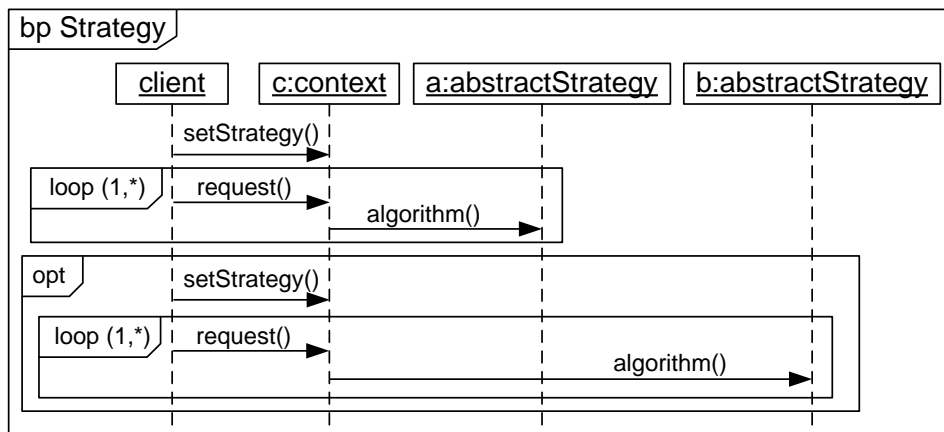 bp Strategy
client
c:context
a:abstractStrategy
b:abstractStrategy
setStrategy()
loop (1,*)
request()
algorithm()
opt
setStrategy()
loop (1,*)
request()
algorithm()